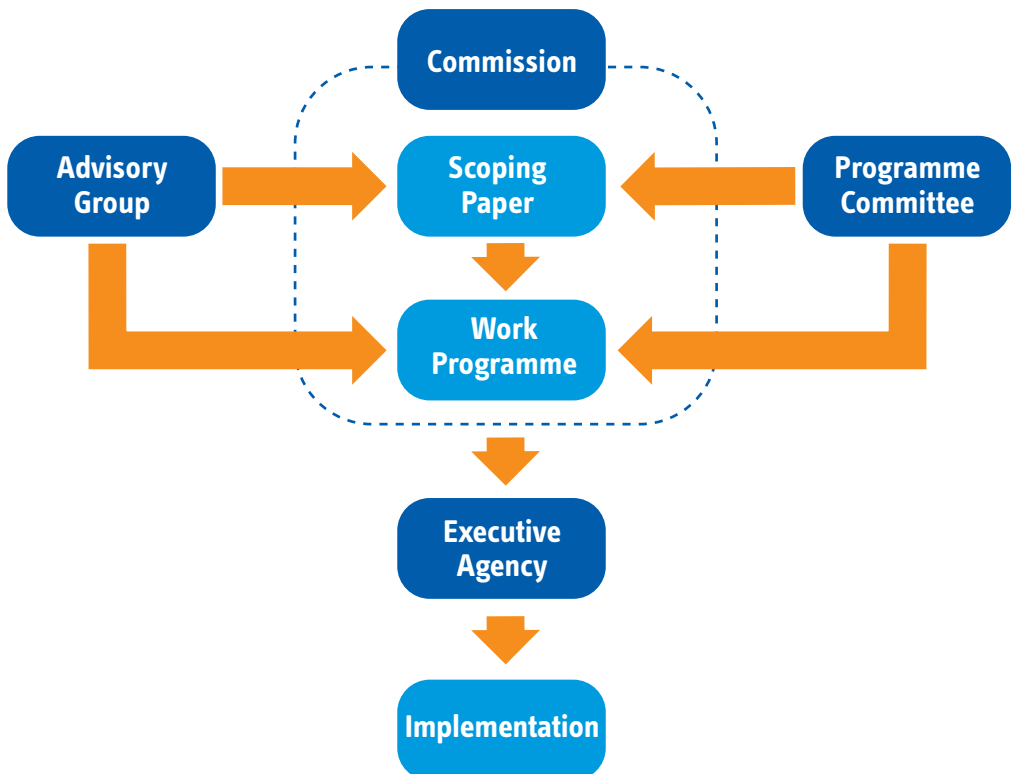 Commission
Advisory
Group
Scoping
Paper
Programme
Committee
Work
Programme
Executive
Agency
Implementation